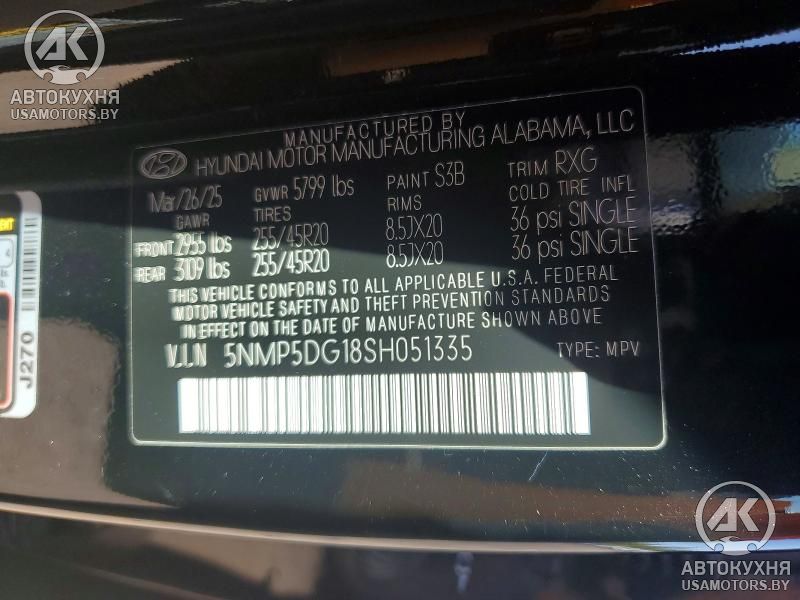 АК
АВТОКУХНЯ
USAMOTORS.BY
MANUFACTURED BY
HYUNDAI MOTOR MANUFACTURING ALABAMA, LLC
Mar/26/25 GVWR 5799 lbs PAINT S3B TRIM RXG
GAWR TIRES RIMS COLD TIRE INFL
FRONT 2955 lbs 255/45R20 8.5JX20 36 psi SINGLE
REAR 3109 lbs 255/45R20 8.5JX20 36 psi SINGLE
THIS VEHICLE CONFORMS TO ALL APPLICABLE U.S.A. FEDERAL
MOTOR VEHICLE SAFETY AND THEFT PREVENTION STANDARDS
IN EFFECT ON THE DATE OF MANUFACTURE SHOWN ABOVE.
V.I.N 5NMP5DG18SH051335 TYPE: MPV
J270
АК
АВТОКУХНЯ
USAMOTORS.BY